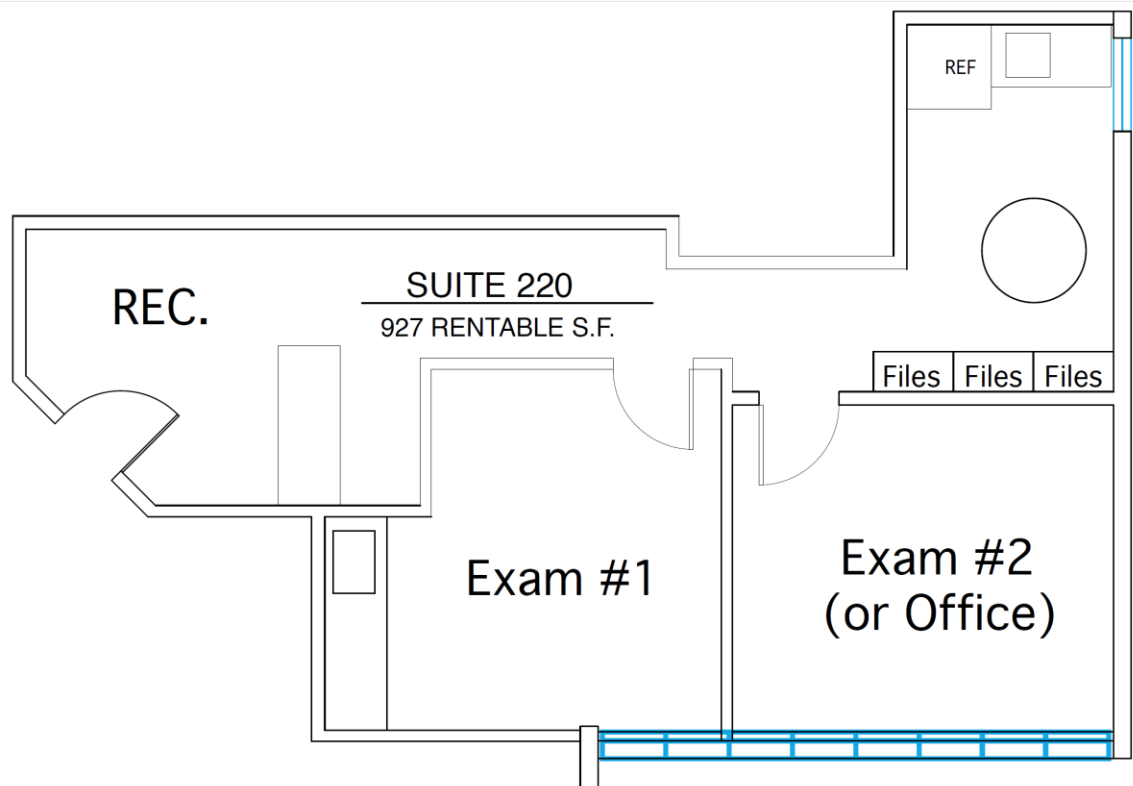 REF
REC.
SUITE 220
927 RENTABLE S.F.
Files Files Files
Exam #1
Exam #2
(or Office)